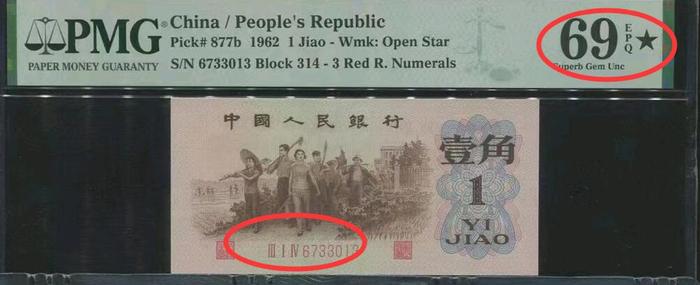 PMG
PAPER MONEY GUARANTY
China / People's Republic
Pick# 877b 1962 1 Jiao - Wmk: Open Star
S/N 6733013 Block 314 - 3 Red R. Numerals
69 EPQ ★
Superb Gem Unc
中國人民銀行
壹角
1
YI
JIAO
III I IV 6733013